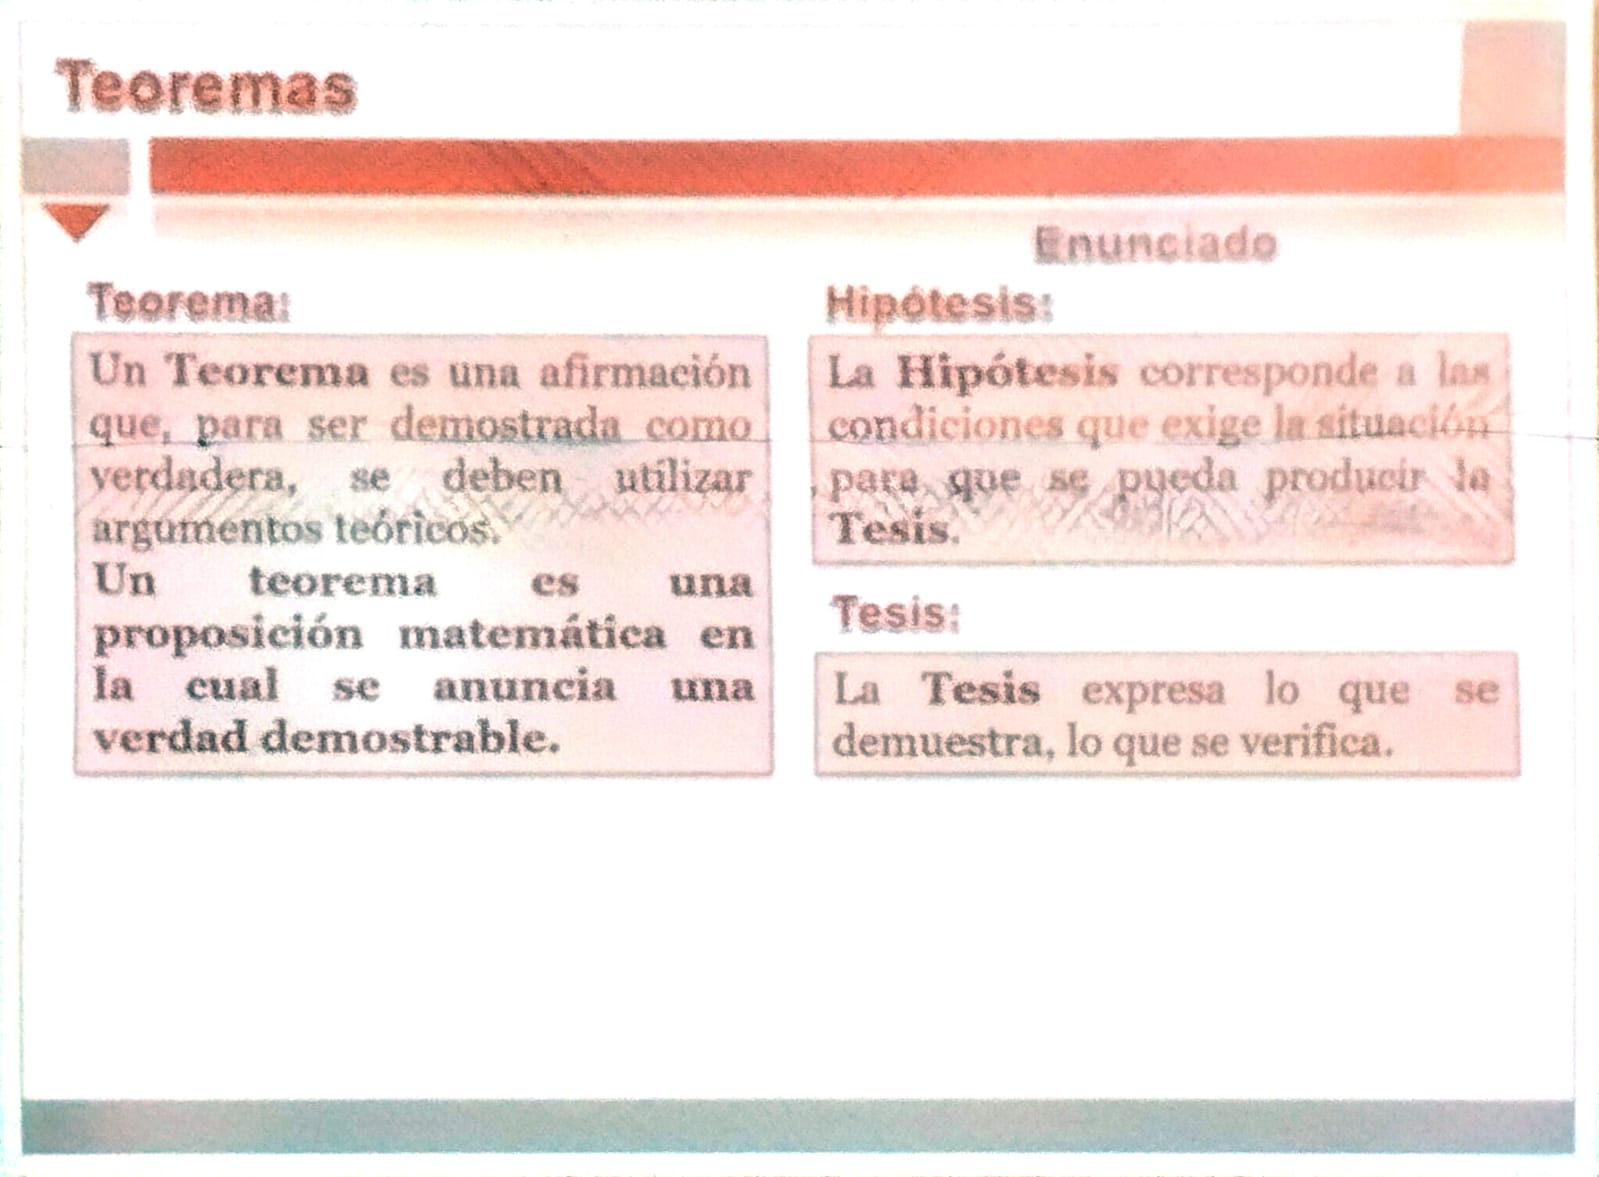 Teoremas
Enunciado
Teorema:
Un Teorema es una afirmación
que, para ser demostrada como
verdadera, se deben utilizar
argumentos teóricos.
Un teorema es una
proposición matemática en
la cual se anuncia una
verdad demostrable.
Hipótesis:
La Hipótesis corresponde a las
condiciones que exige la situación
para que se pueda producir la
Tesis.
Tesis:
La Tesis expresa lo que se
demuestra, lo que se verifica.